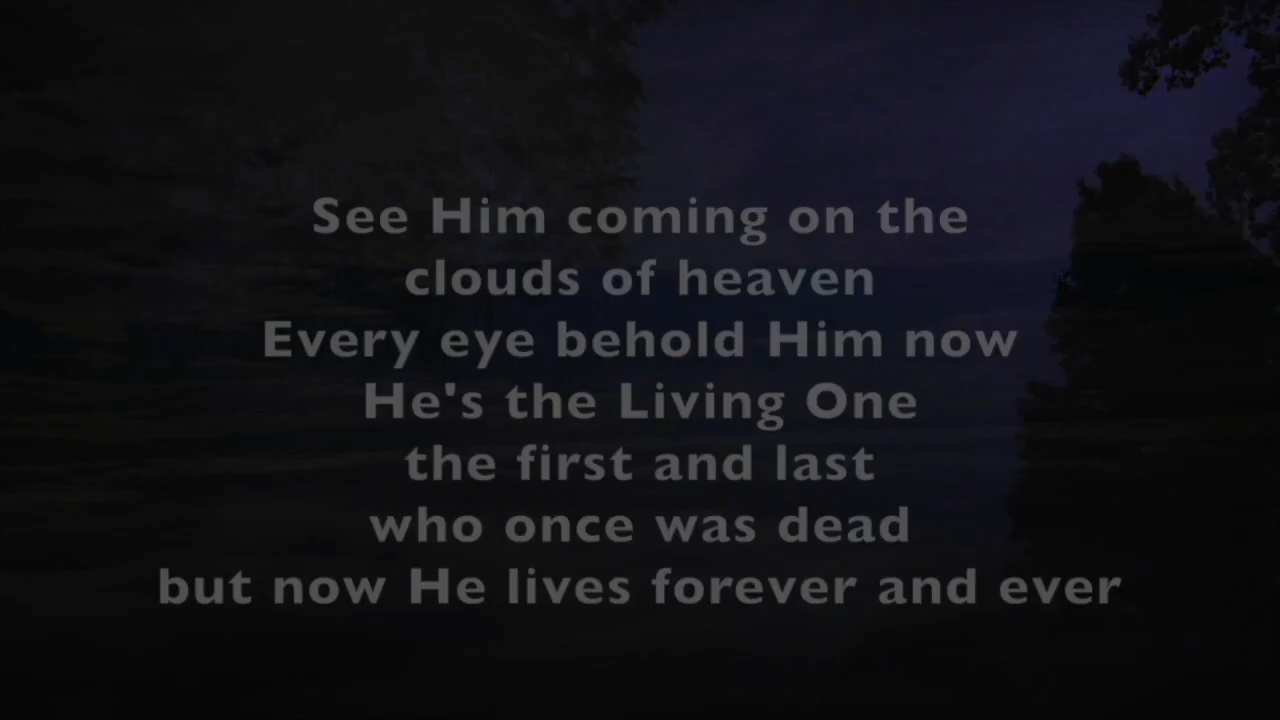 See Him coming on the
clouds of heaven
Every eye behold Him now
He's the Living One
the first and last
who once was dead
but now He lives forever and ever